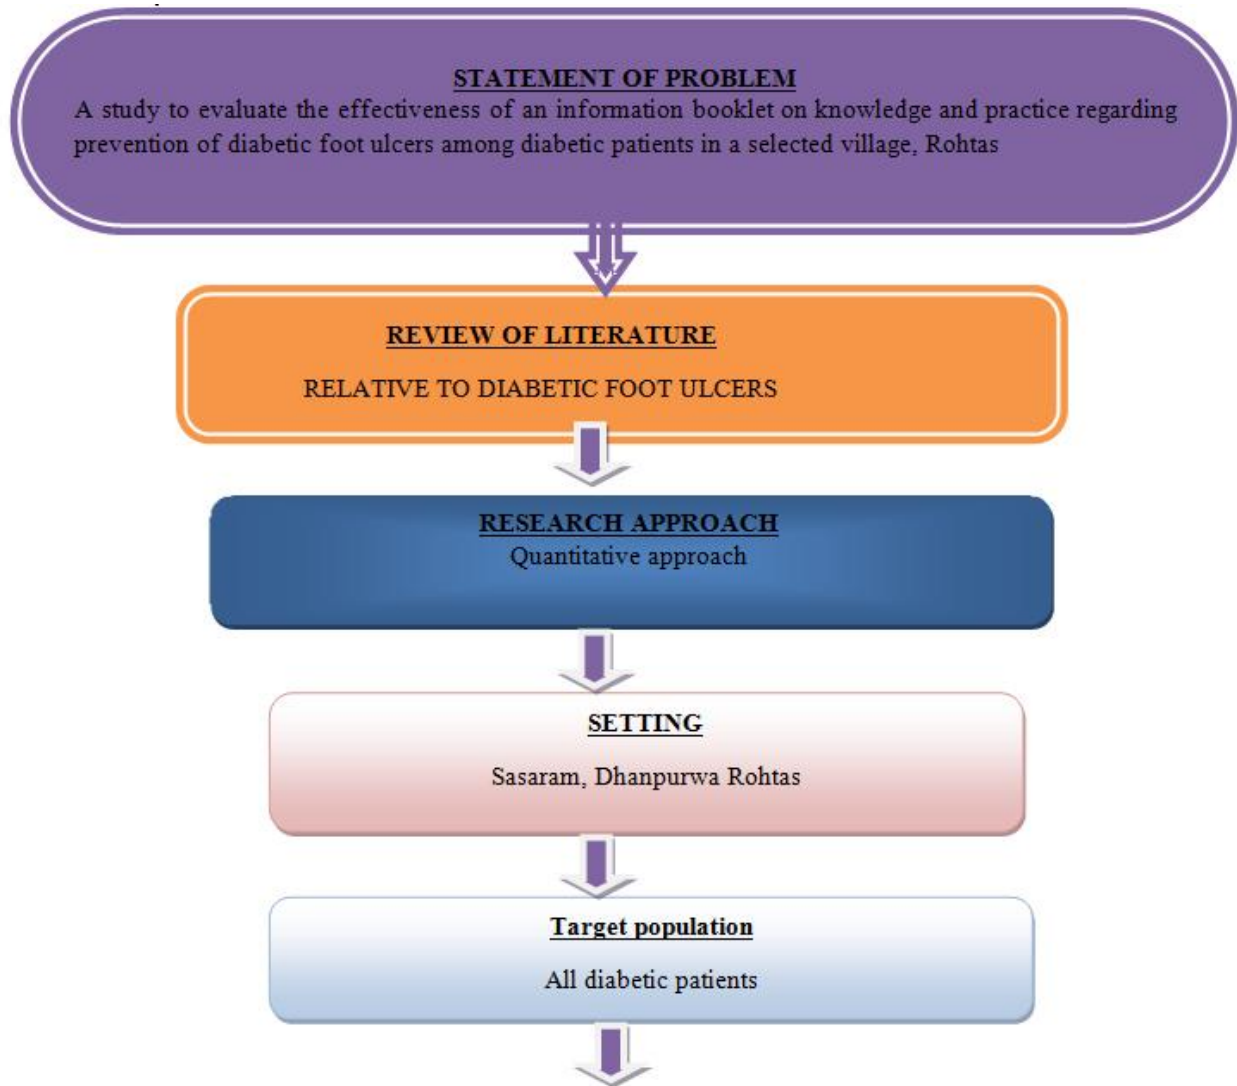 STATEMENT OF PROBLEM
A study to evaluate the effectiveness of an information booklet on knowledge and practice regarding
prevention of diabetic foot ulcers among diabetic patients in a selected village, Rohtas
REVIEW OF LITERATURE
RELATIVE TO DIABETIC FOOT ULCERS
RESEARCH APPROACH
Quantitative approach
SETTING
Sasaram, Dhanpurwa Rohtas
Target population
All diabetic patients